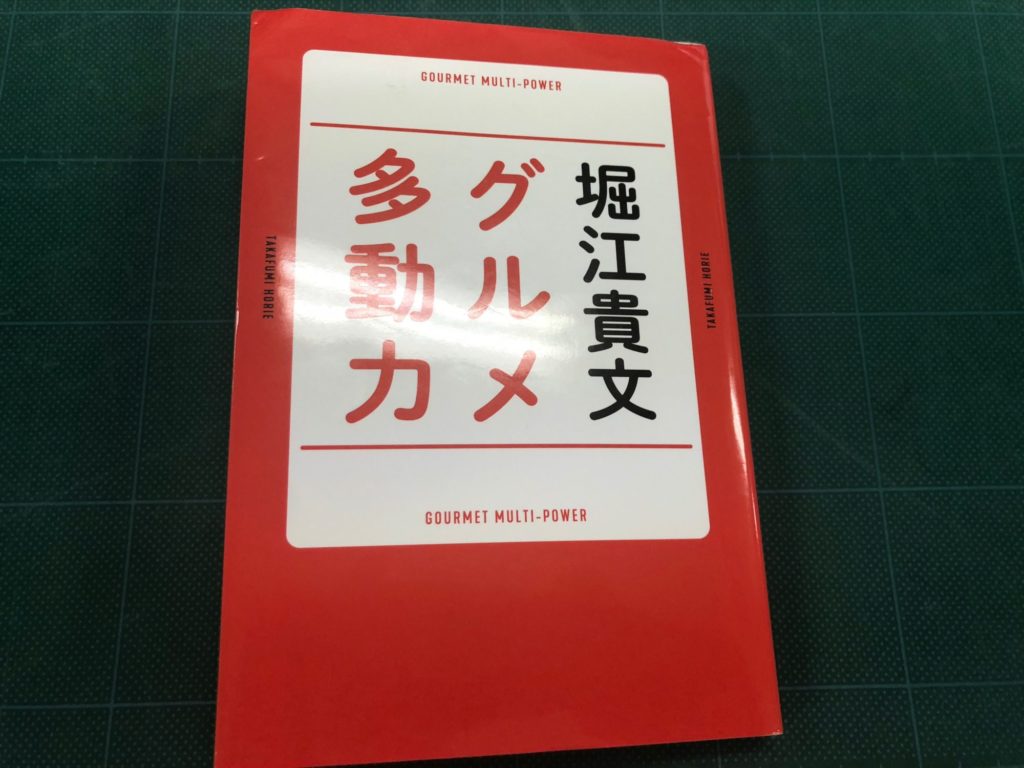 GOURMET MULTI-POWER
堀江貴文
グルメ
多動力
TAKAFUMI HORIE
TAKAFUMI HORIE
GOURMET MULTI-POWER